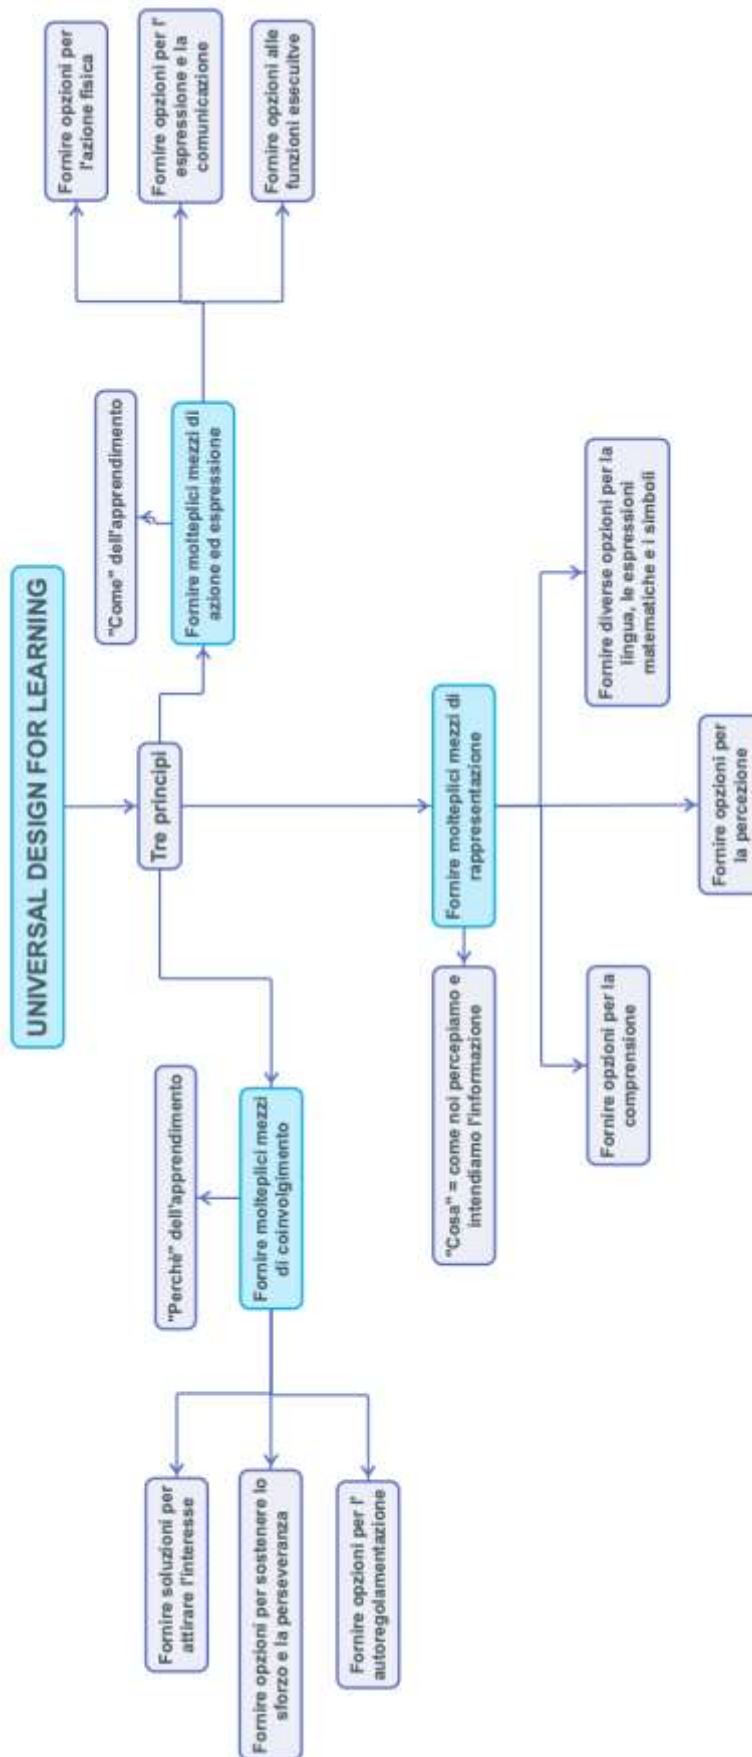 UNIVERSAL DESIGN FOR LEARNING
Tre principi
"Perchè" dell'apprendimento
Fornire molteplici mezzi
di coinvolgimento
Fornire soluzioni per
attirare l'interesse
Fornire opzioni per sostenere lo
sforzo e la perseveranza
Fornire opzioni per l'
autoregolamentazione
Fornire molteplici mezzi di
rappresentazione
"Cosa" = come noi percepiamo e
intendiamo l'informazione
Fornire opzioni per la
comprensione
Fornire opzioni per
la percezione
Fornire diverse opzioni per la
lingua, le espressioni
matematiche e i simboli
"Come" dell'apprendimento
Fornire molteplici mezzi di
azione ed espressione
Fornire opzioni per
l'azione fisica
Fornire opzioni per l'
espressione e la
comunicazione
Fornire opzioni alle
funzioni esecuitve